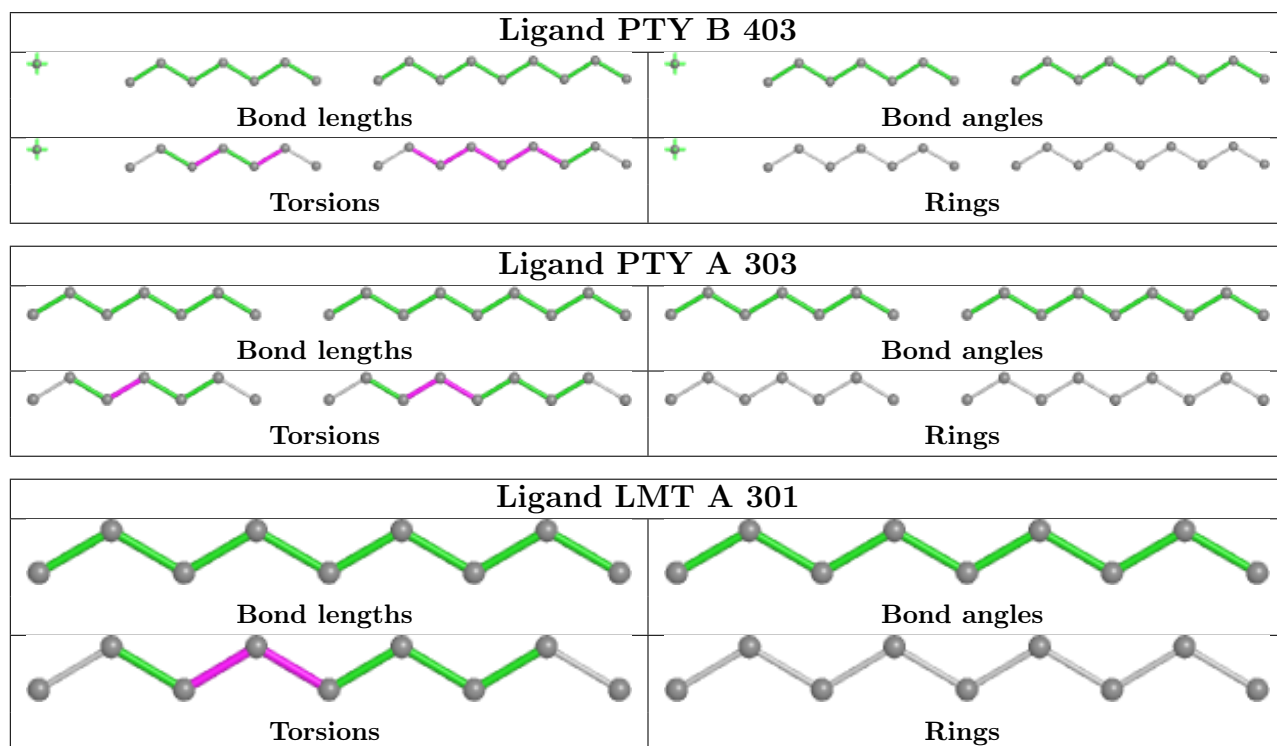 Ligand PTY B 403
Bond lengths
Bond angles
Torsions
Rings
Ligand PTY A 303
Bond lengths
Bond angles
Torsions
Rings
Ligand LMT A 301
Bond lengths
Bond angles
Torsions
Rings